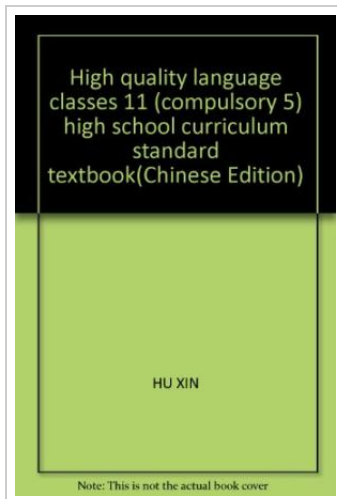 High quality language
classes 11 (compulsory 5)
high school curriculum
standard
textbook(Chinese Edition)
HU XIN
Note: This is not the actual book cover